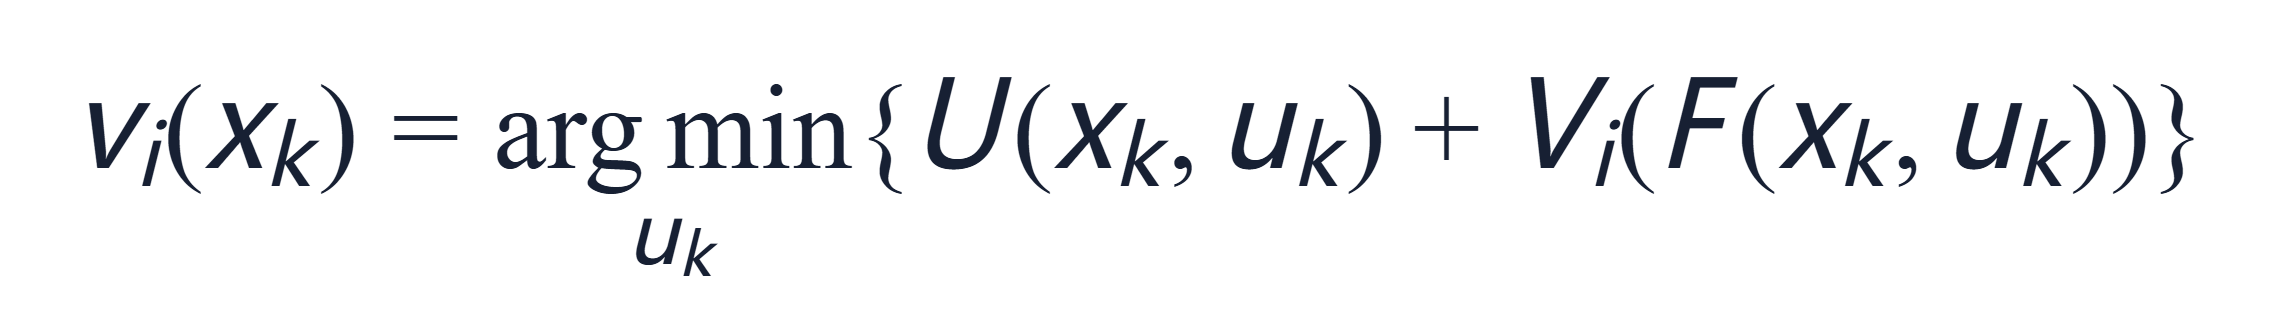 v_i(x_k) = arg min_{u_k}{U(x_k, u_k) + V_i(F(x_k, u_k))}